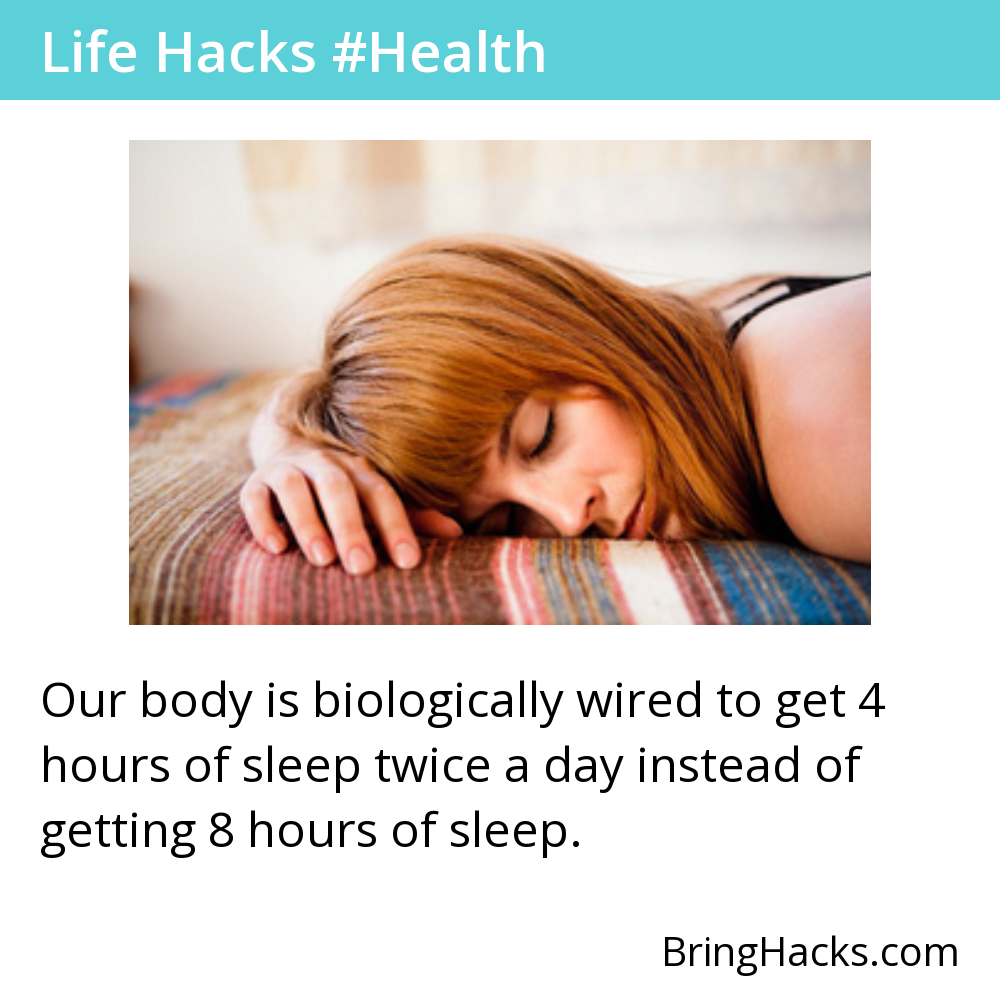 Life Hacks #Health
Our body is biologically wired to get 4
hours of sleep twice a day instead of
getting 8 hours of sleep.
BringHacks.com